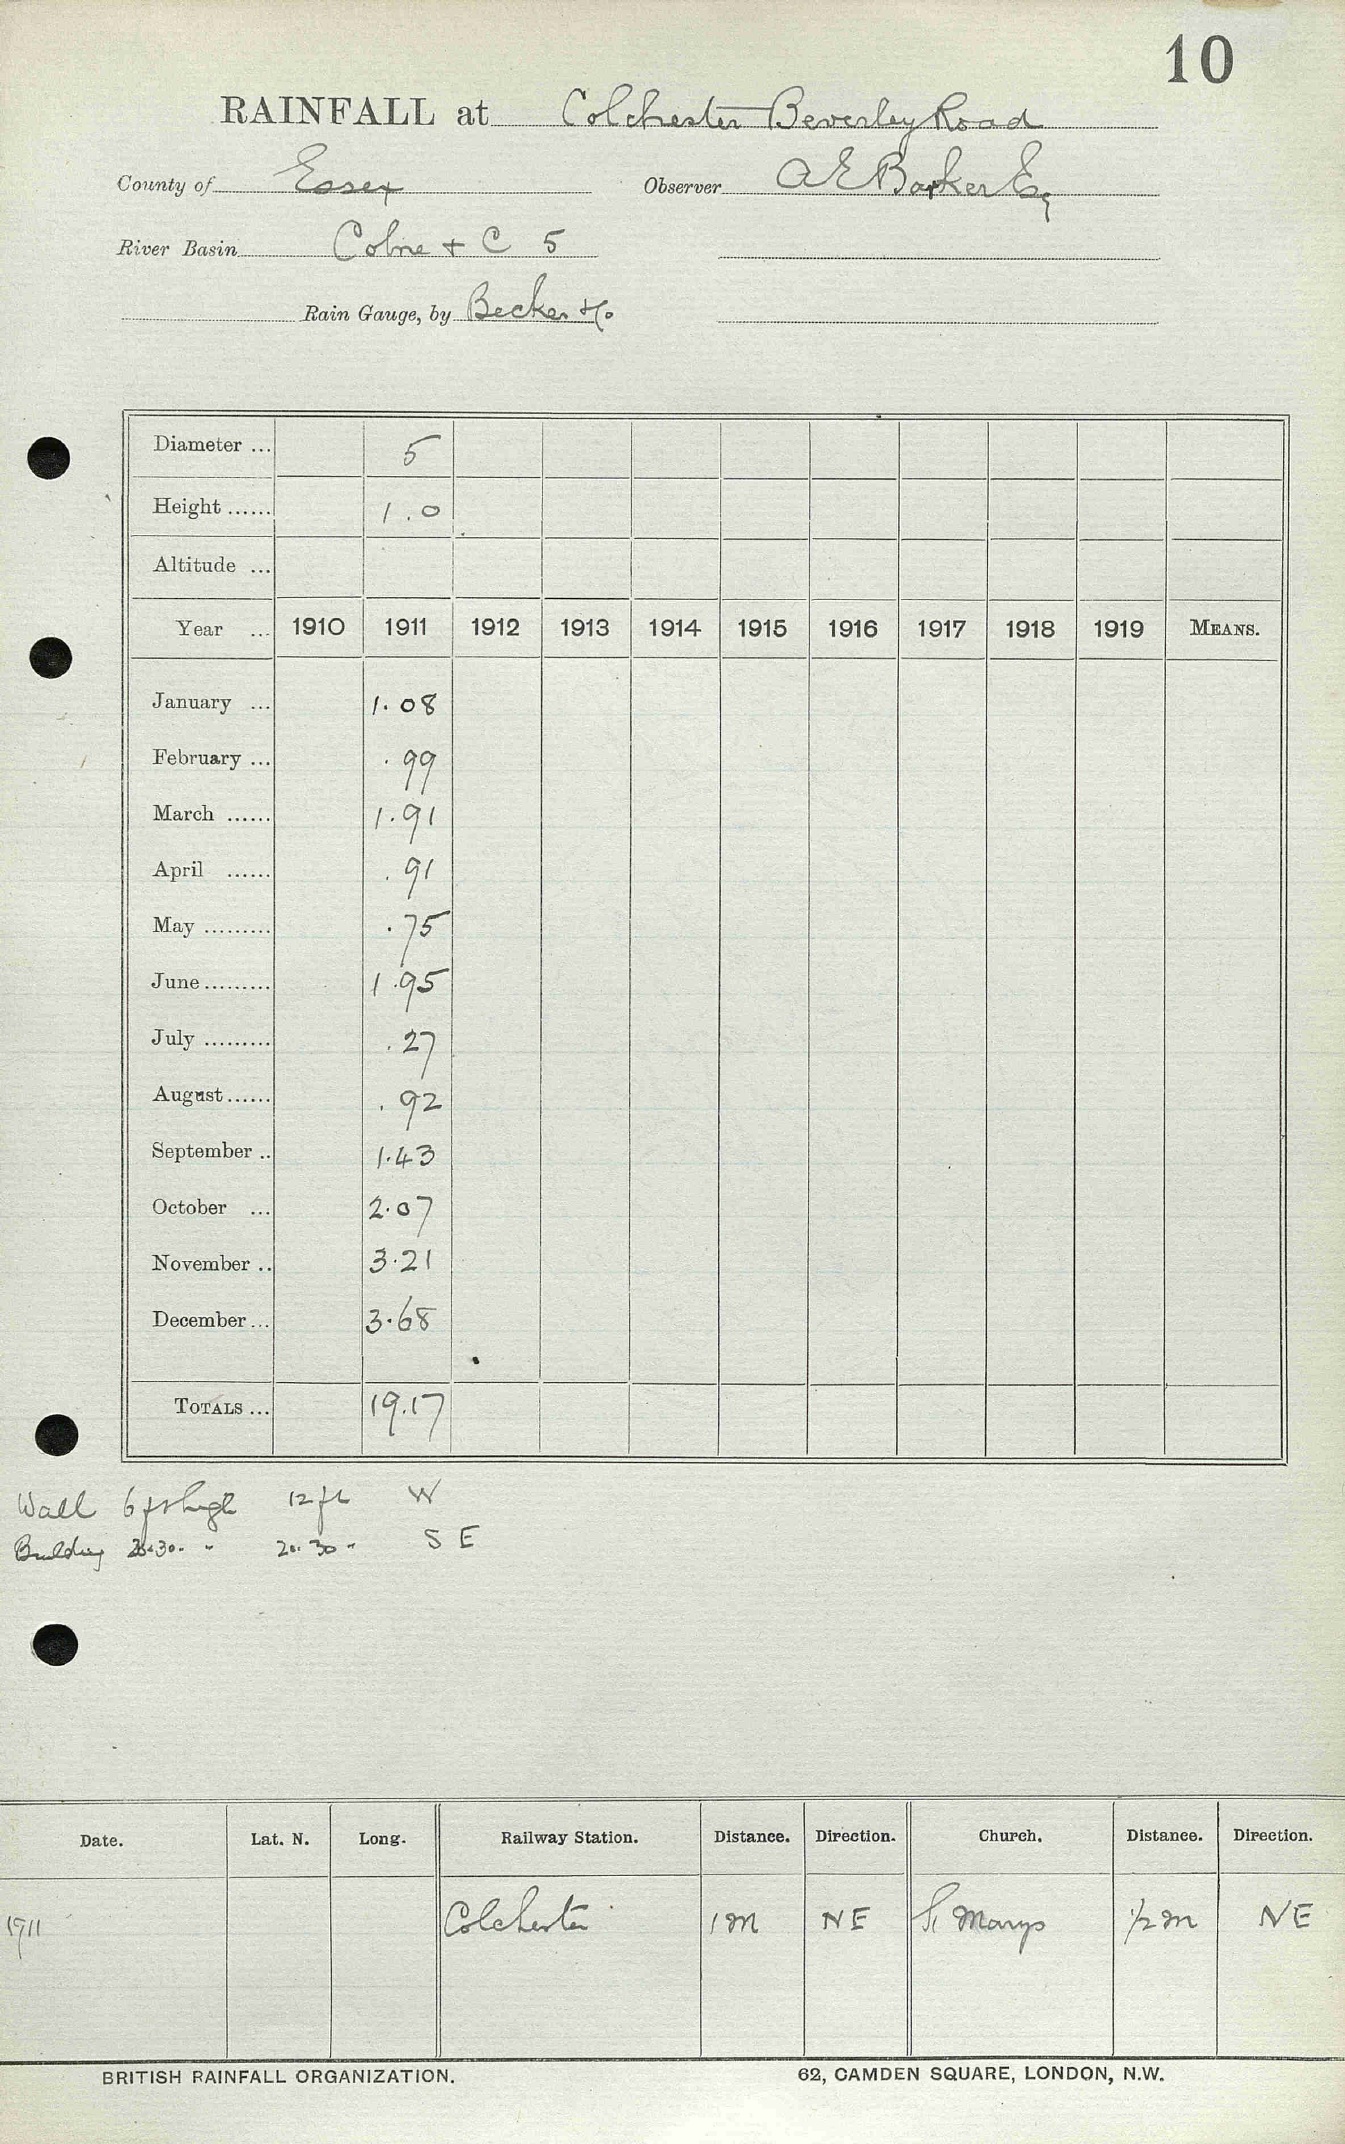 10
RAINFALL at Colchester Beverley Road
County of Essex Observer A E Barker Esq
River Basin Colne + C 5
Rain Gauge, by Becker & Co
Diameter ... 5
Height ...... 1.0
Altitude ...
Year ... 1910 1911 1912 1913 1914 1915 1916 1917 1918 1919 MEANS.
January ... 1.08
February ... .99
March ...... 1.91
April ...... .91
May ......... .75
June ......... 1.95
July ......... .27
August ...... .92
September .. 1.43
October ... 2.07
November .. 3.21
December ... 3.68
TOTALS ... 19.17
Wall 6 ft high 12 ft W
Building 30 " 20.30 " S E
Date. Lat. N. Long. Railway Station. Distance. Direction. Church. Distance. Direction.
1911 Colchester 1 m NE St Marys 1/2 m NE
BRITISH RAINFALL ORGANIZATION. 62, CAMDEN SQUARE, LONDON, N.W.